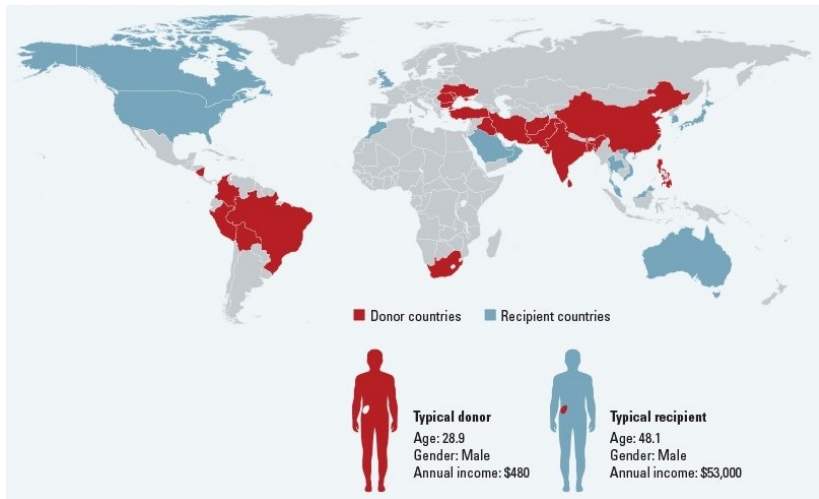 Donor countries
Recipient countries
Typical donor
Age: 28.9
Gender: Male
Annual income: $480
Typical recipient
Age: 48.1
Gender: Male
Annual income: $53,000